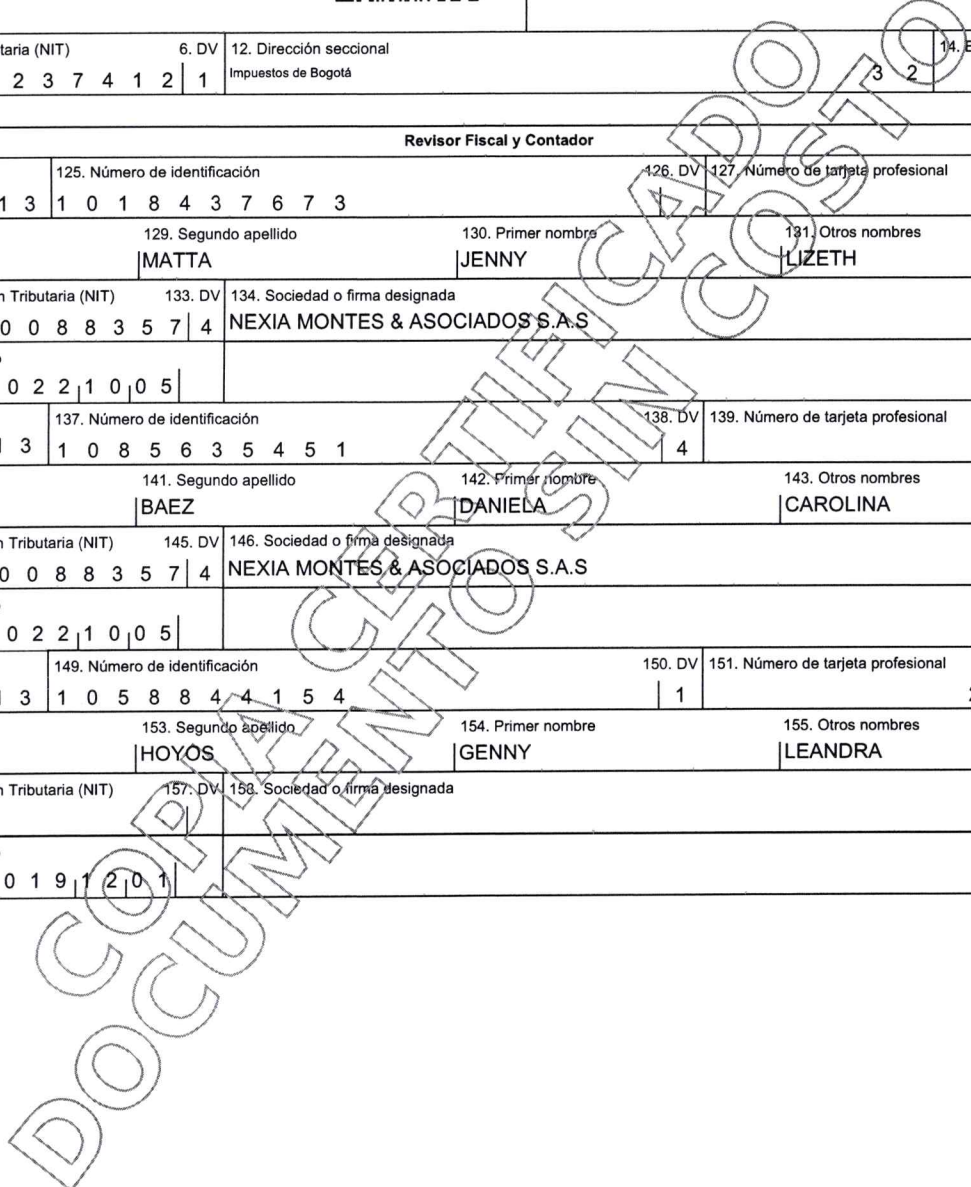 taria (NIT) 6. DV 12. Dirección seccional 14.
2 3 7 4 1 2 1 Impuestos de Bogotá 3 2
Revisor Fiscal y Contador
125. Número de identificación 126. DV 127. Número de tarjeta profesional
1 3 1 0 1 8 4 3 7 6 7 3
129. Segundo apellido 130. Primer nombre 131. Otros nombres
MATTA JENNY LIZETH
Tributaria (NIT) 133. DV 134. Sociedad o firma designada
0 0 8 8 3 5 7 4 NEXIA MONTES & ASOCIADOS S.A.S
0 2 2 1 0 0 5
137. Número de identificación 138. DV 139. Número de tarjeta profesional
3 1 0 8 5 6 3 5 4 5 1 4
141. Segundo apellido 142. Primer nombre 143. Otros nombres
BAEZ DANIELA CAROLINA
Tributaria (NIT) 145. DV 146. Sociedad o firma designada
0 0 8 8 3 5 7 4 NEXIA MONTES & ASOCIADOS S.A.S
0 2 2 1 0 0 5
149. Número de identificación 150. DV 151. Número de tarjeta profesional
3 1 0 5 8 8 4 4 1 5 4 1
153. Segundo apellido 154. Primer nombre 155. Otros nombres
HOYOS GENNY LEANDRA
Tributaria (NIT) 157. DV 158. Sociedad o firma designada
0 1 9 1 2 0 1
COPIA CERTIFICADO
DOCUMENTO SIN COSTO